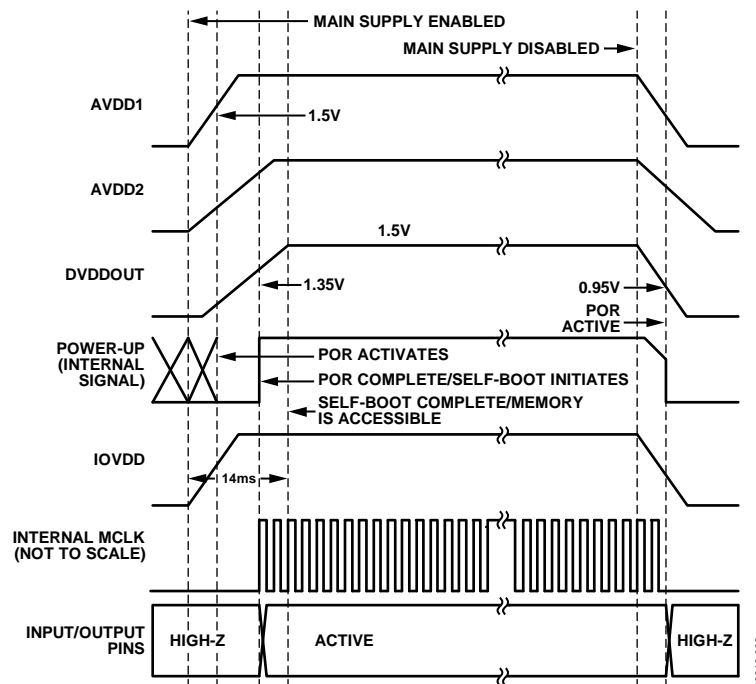 MAIN SUPPLY ENABLED
MAIN SUPPLY DISABLED
AVDD1
1.5V
AVDD2
1.5V
DVDDOUT
1.35V
0.95V
POR
ACTIVE
POWER-UP
(INTERNAL
SIGNAL)
POR ACTIVATES
POR COMPLETE/SELF-BOOT INITIATES
SELF-BOOT COMPLETE/MEMORY
IS ACCESSIBLE
IOVDD
14ms
INTERNAL MCLK
(NOT TO SCALE)
INPUT/OUTPUT
PINS
HIGH-Z
ACTIVE
HIGH-Z